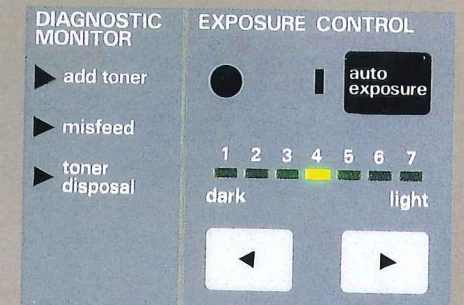 DIAGNOSTIC
MONITOR
add toner
misfeed
toner
disposal
EXPOSURE CONTROL
auto
exposure
1 2 3 4 5 6 7
dark light